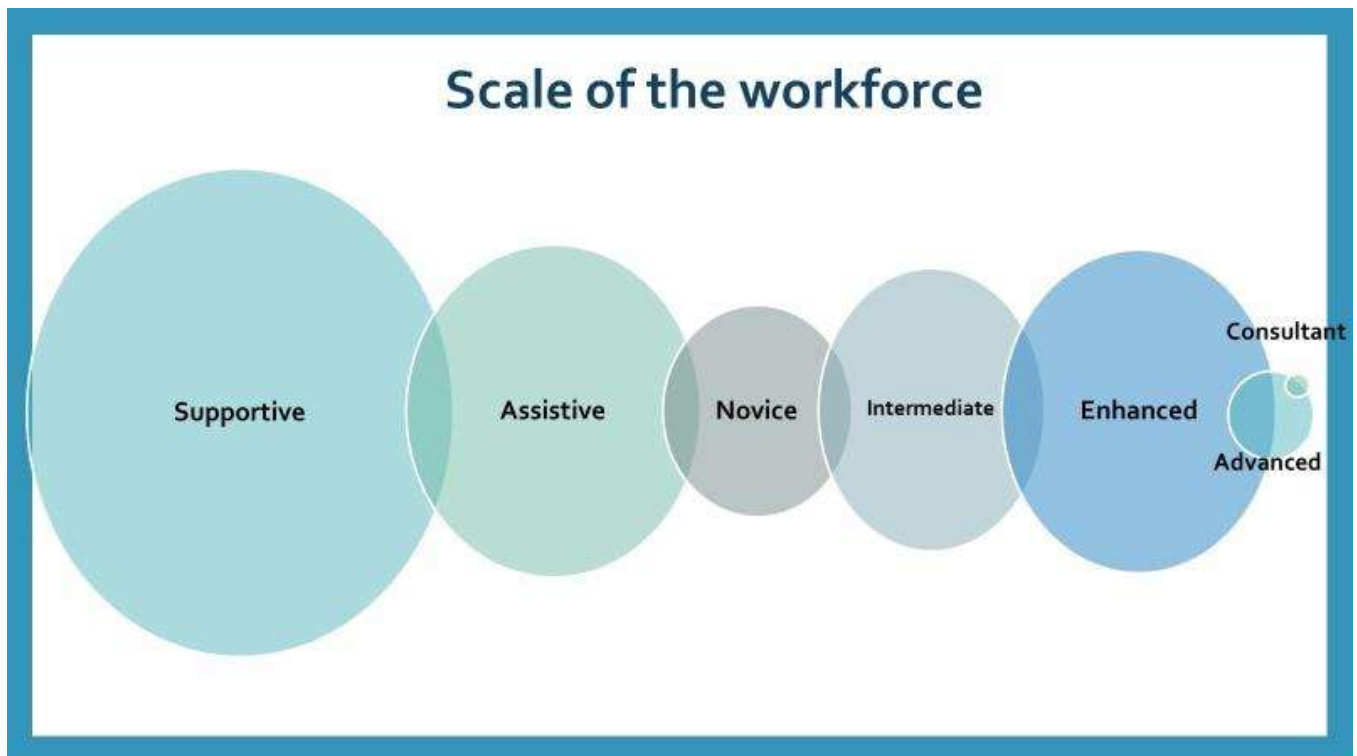 Scale of the workforce
Supportive
Assistive
Novice
Intermediate
Enhanced
Consultant
Advanced